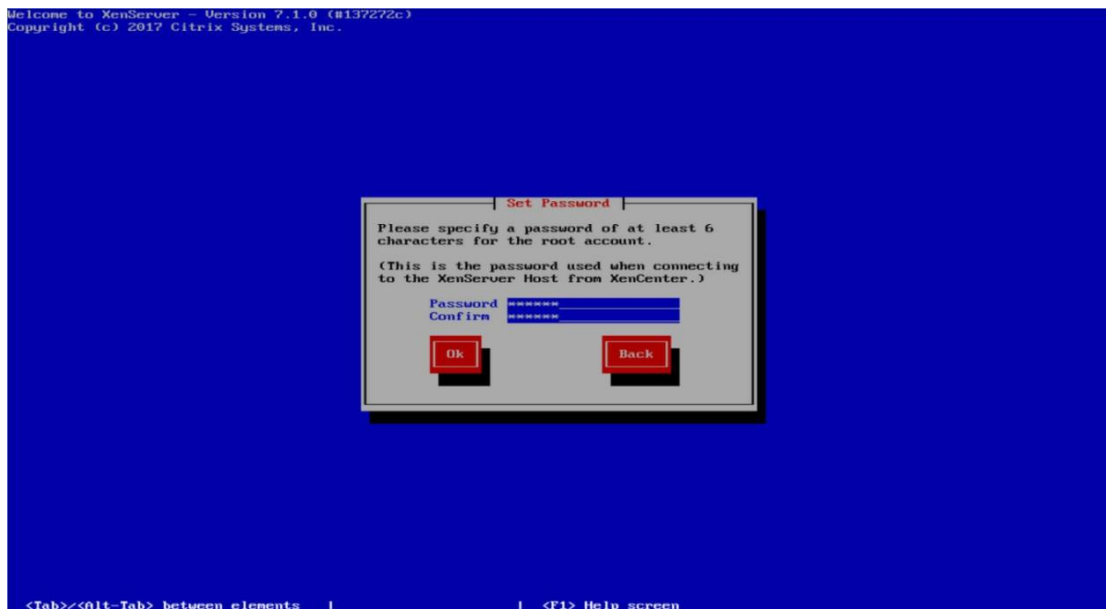 Welcome to XenServer - Version 7.1.0 (#137272c)
Copyright (c) 2017 Citrix Systems, Inc.
Set Password
Please specify a password of at least 6
characters for the root account.
(This is the password used when connecting
to the XenServer Host from XenCenter.)
Password ******
Confirm ******
Ok Back
<Tab>/<Alt-Tab> between elements | | <F1> Help screen